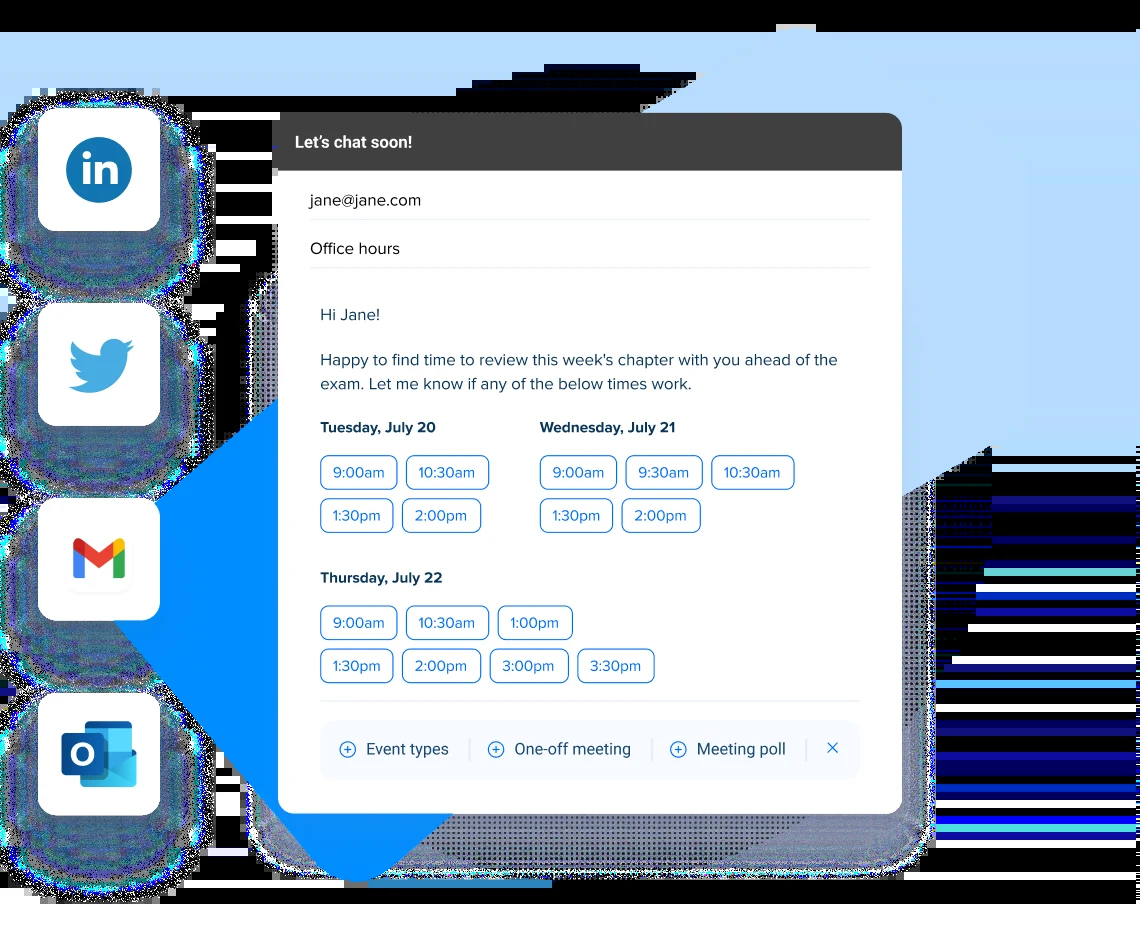 in
Let's chat soon!
jane@jane.com
Office hours
Hi Jane!
Happy to find time to review this week's chapter with you ahead of the
exam. Let me know if any of the below times work.
Tuesday, July 20
9:00am 10:30am
1:30pm 2:00pm
Wednesday, July 21
9:00am 9:30am 10:30am
1:30pm 2:00pm
Thursday, July 22
9:00am 10:30am 1:00pm
1:30pm 2:00pm 3:00pm 3:30pm
Event types One-off meeting Meeting poll
O